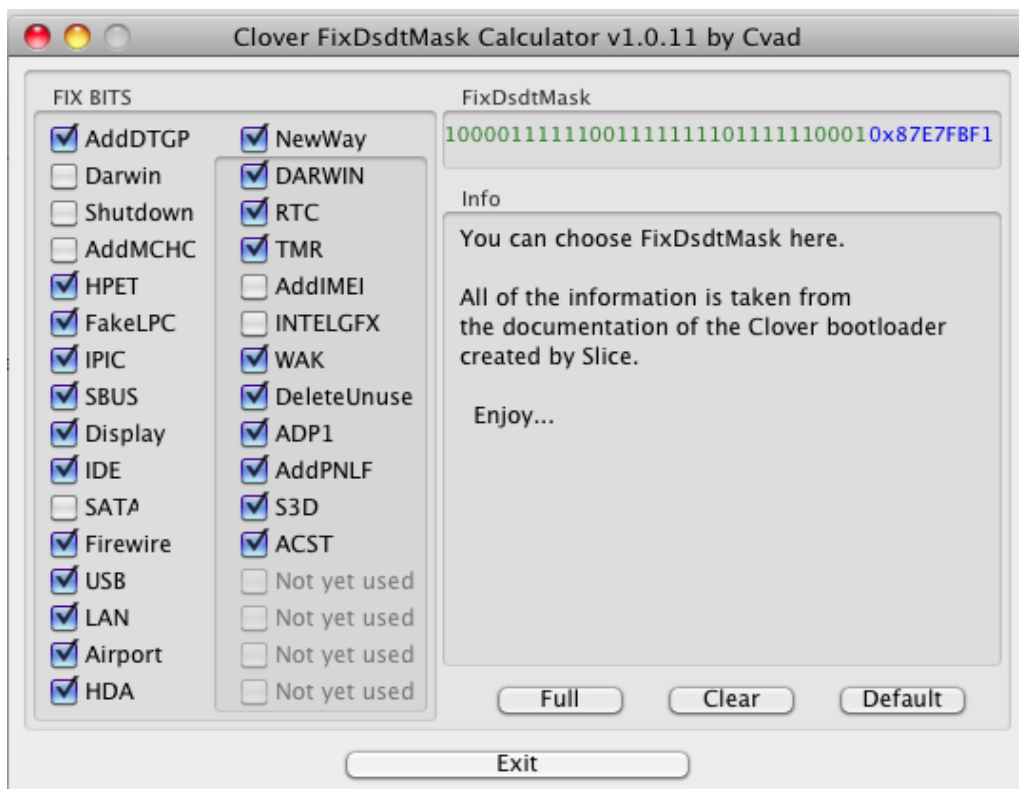 Clover FixDsdtMask Calculator v1.0.11 by Cvad
FIX BITS
AddDTGP
Darwin
Shutdown
AddMCHC
HPET
FakeLPC
IPIC
SBUS
Display
IDE
SATA
Firewire
USB
LAN
Airport
HDA
NewWay
DARWIN
RTC
TMR
AddIMEI
INTELGFX
WAK
DeleteUnuse
ADP1
AddPNLF
S3D
ACST
Not yet used
Not yet used
Not yet used
Not yet used
FixDsdtMask
10000111111001111111101111110001 0x87E7FBF1
Info
You can choose FixDsdtMask here.
All of the information is taken from
the documentation of the Clover bootloader
created by Slice.
Enjoy...
Full
Clear
Default
Exit